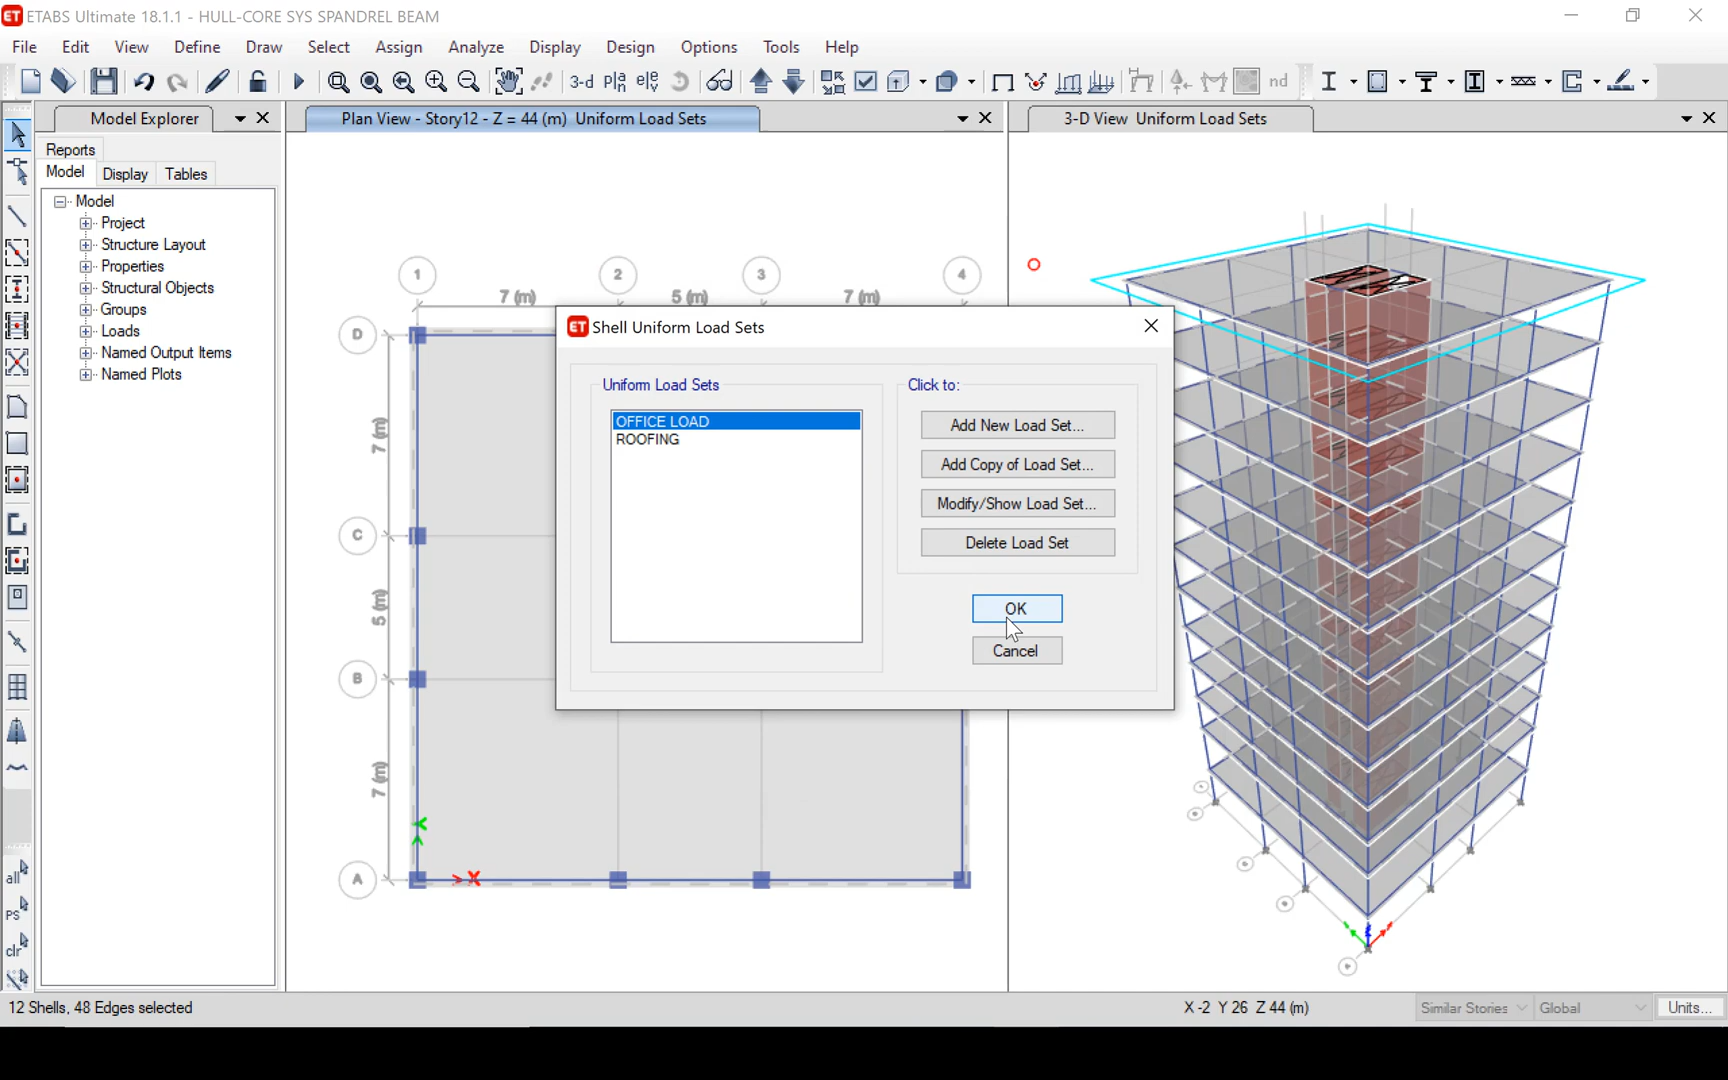 ET ETABS Ultimate 18.1.1 - HULL-CORE SYS SPANDREL BEAM
File Edit View Define Draw Select Assign Analyze Display Design Options Tools Help
3-d nd
Model Explorer
Plan View - Story12 - Z = 44 (m) Uniform Load Sets
3-D View Uniform Load Sets
Reports
Model Display Tables
Model
Project
Structure Layout
Properties
Structural Objects
Groups
Loads
Named Output Items
Named Plots
1 2 3 4
7 (m) 5 (m) 7 (m)
D
7 (m)
C
5 (m)
B
7 (m)
A
X
ET Shell Uniform Load Sets
Uniform Load Sets
OFFICE LOAD
ROOFING
Click to:
Add New Load Set...
Add Copy of Load Set...
Modify/Show Load Set...
Delete Load Set
OK
Cancel
all
ps
clr
12 Shells, 48 Edges selected
X -2 Y 26 Z 44 (m)
Similar Stories
Global
Units...